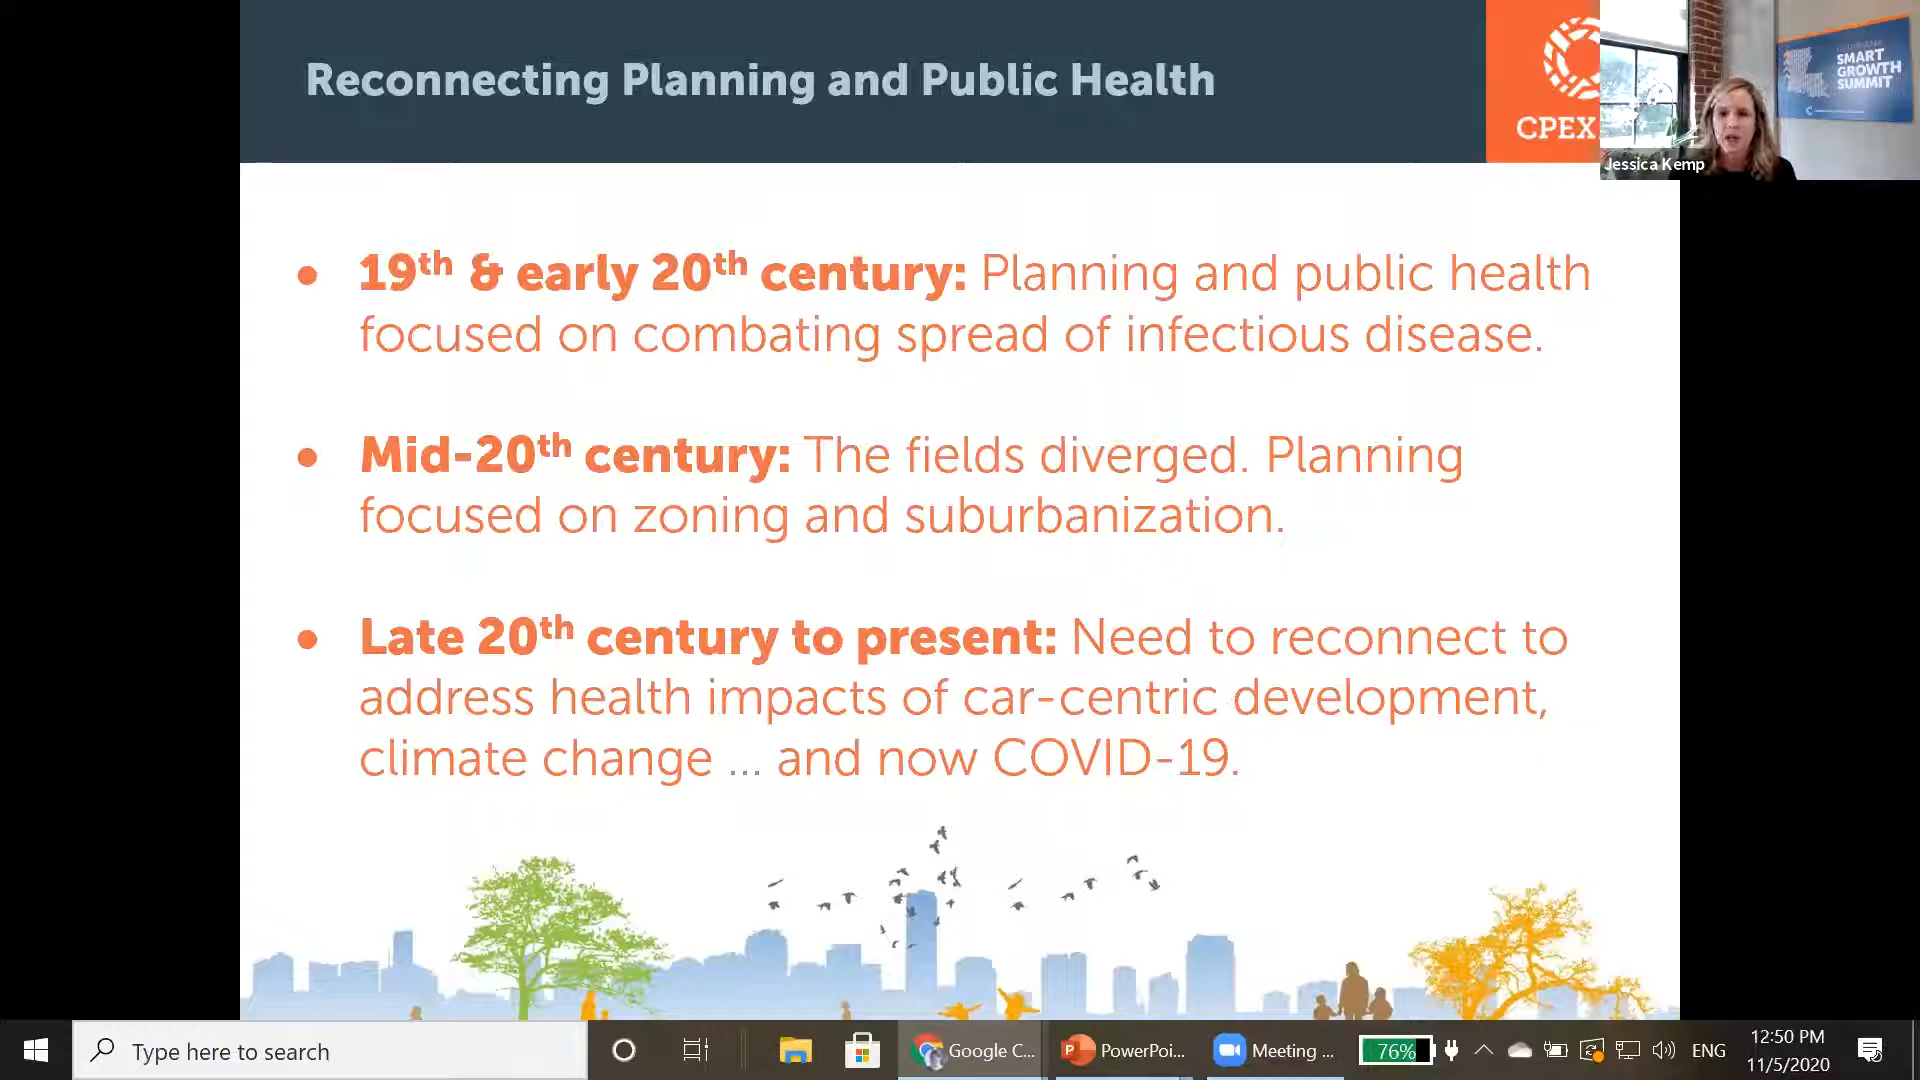 Reconnecting Planning and Public Health
CPEX
SMART
GROWTH
SUMMIT
Jessica Kemp
• 19th & early 20th century: Planning and public health
focused on combating spread of infectious disease.
• Mid-20th century: The fields diverged. Planning
focused on zoning and suburbanization.
• Late 20th century to present: Need to reconnect to
address health impacts of car-centric development,
climate change ... and now COVID-19.
Type here to search
Google C...
PowerPoi...
Meeting ...
76%
ENG
12:50 PM
11/5/2020